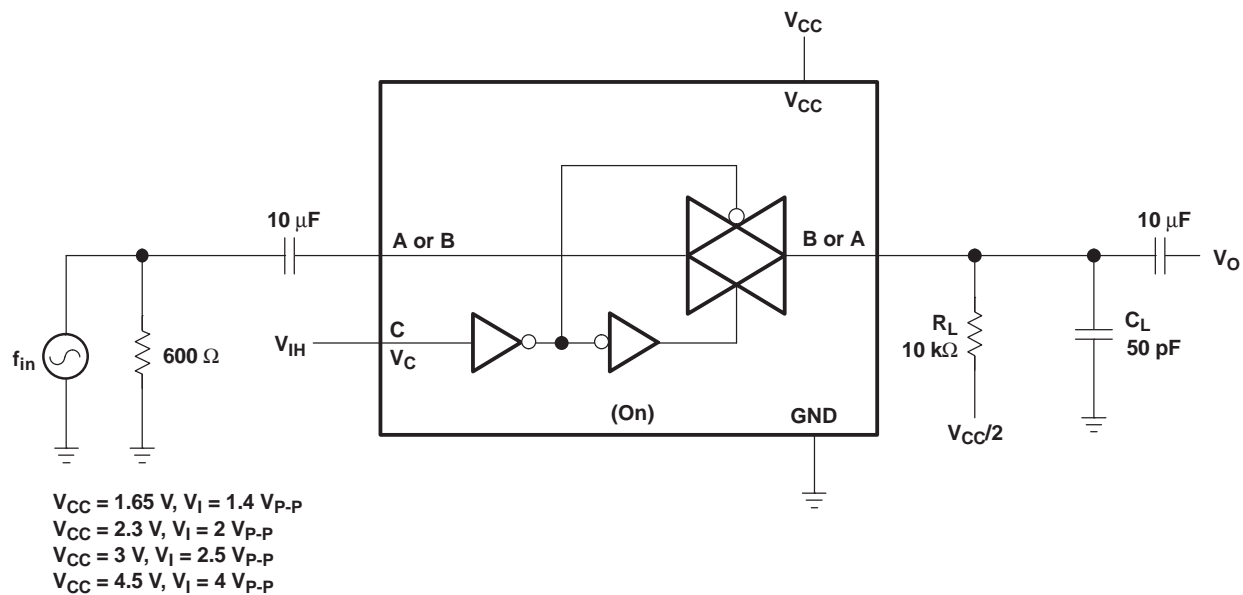 VCC
VCC
10 μF
A or B
B or A
10 μF
VO
fin
600 Ω
VIH
C
VC
RL
10 kΩ
CL
50 pF
(On)
GND
VCC/2
VCC = 1.65 V, VI = 1.4 VP-P
VCC = 2.3 V, VI = 2 VP-P
VCC = 3 V, VI = 2.5 VP-P
VCC = 4.5 V, VI = 4 VP-P